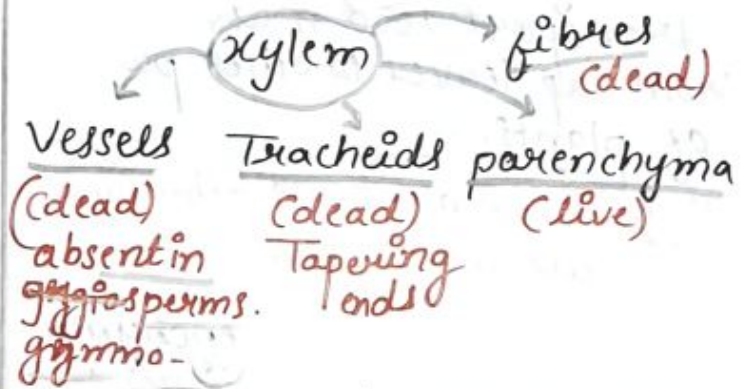 xylem
fibres
(dead)
Vessels
(dead)
absent in
sperms.
gymno-
Tracheids
(dead)
Tapering
ends
parenchyma
(live)